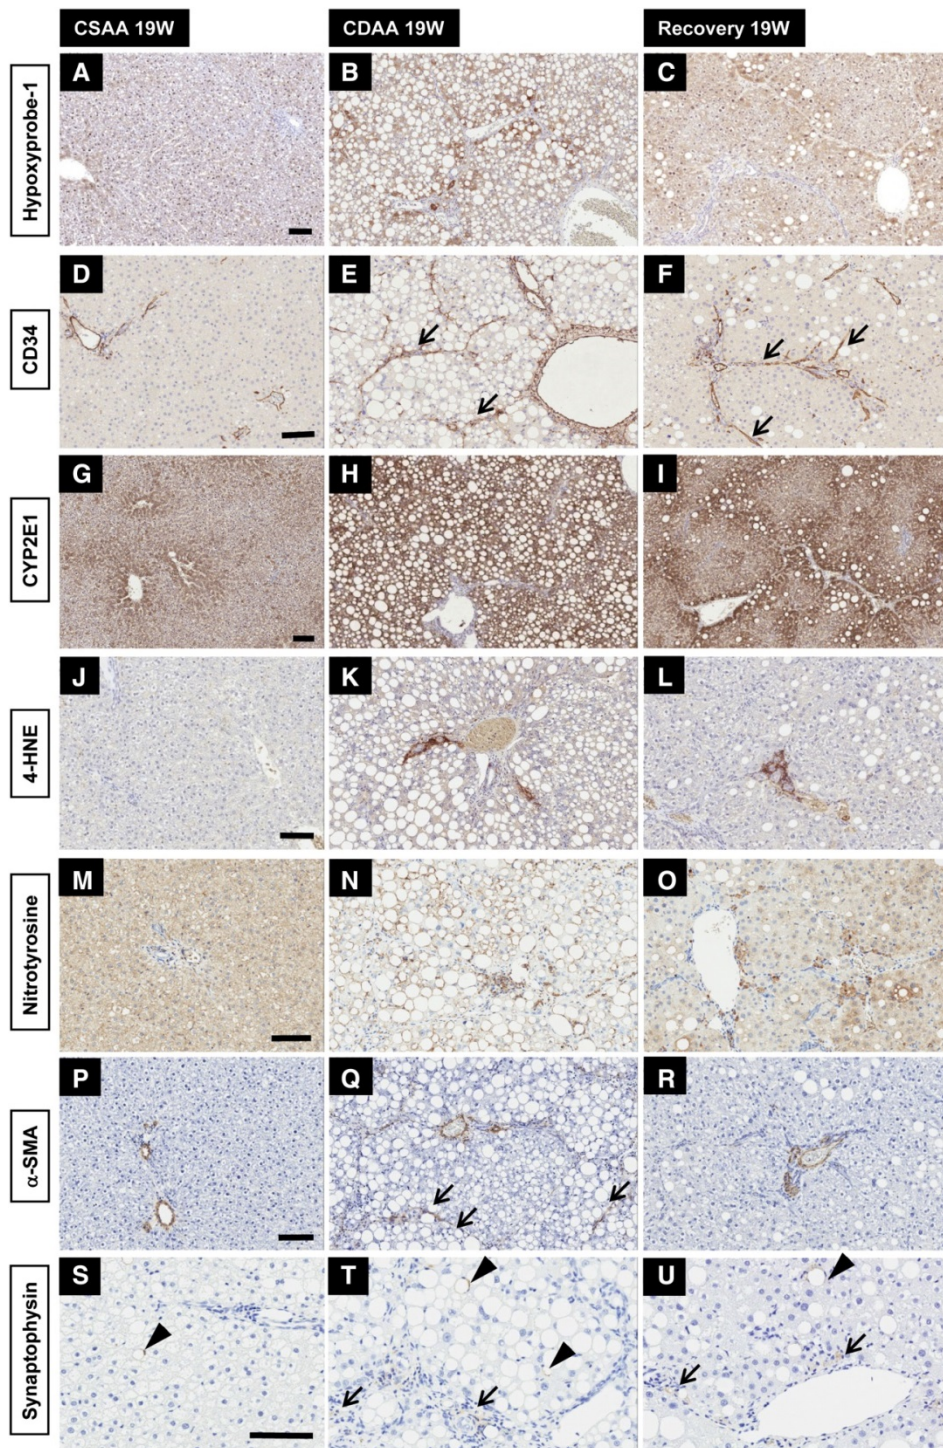 CSAA 19W CDAA 19W Recovery 19W
Hypoxyprobe-1
A B C
CD34
D E F
CYP2E1
G H I
4-HNE
J K L
Nitrotyrosine
M N O
α-SMA
P Q R
Synaptophysin
S T U